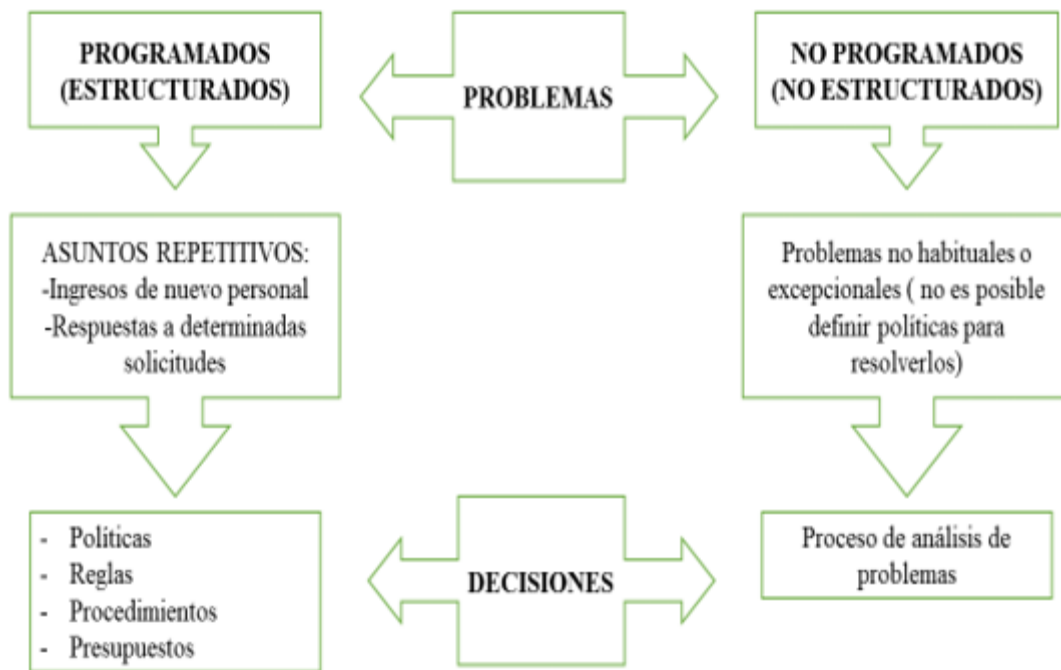 PROGRAMADOS
(ESTRUCTURADOS)
PROBLEMAS
NO PROGRAMADOS
(NO ESTRUCTURADOS)
ASUNTOS REPETITIVOS:
-Ingresos de nuevo personal
-Respuestas a determinadas
solicitudes
Problemas no habituales o
excepcionales ( no es posible
definir políticas para
resolverlos)
- Políticas
- Reglas
- Procedimientos
- Presupuestos
DECISIONES
Proceso de análisis de
problemas